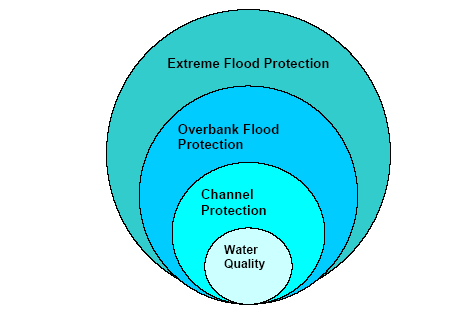 Extreme Flood Protection
Overbank Flood
Protection
Channel
Protection
Water
Quality